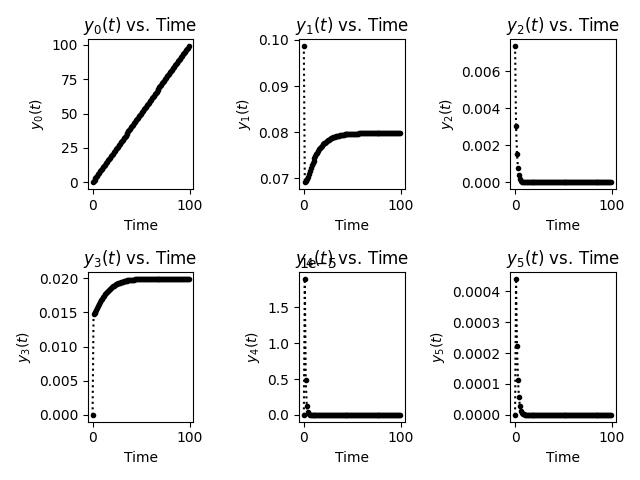 y₀(t) vs. Time
y₁(t) vs. Time
y₂(t) vs. Time
100
75
50
25
0
y₀(t)
0
100
Time
0.10
0.09
0.08
0.07
y₁(t)
0
100
Time
0.006
0.004
0.002
0.000
y₂(t)
0
100
Time
y₃(t) vs. Time
1e−5
y₄(t) vs. Time
y₅(t) vs. Time
0.020
0.015
0.010
0.005
0.000
y₃(t)
0
100
Time
1.5
1.0
0.5
0.0
y₄(t)
0
100
Time
0.0004
0.0003
0.0002
0.0001
0.0000
y₅(t)
0
100
Time